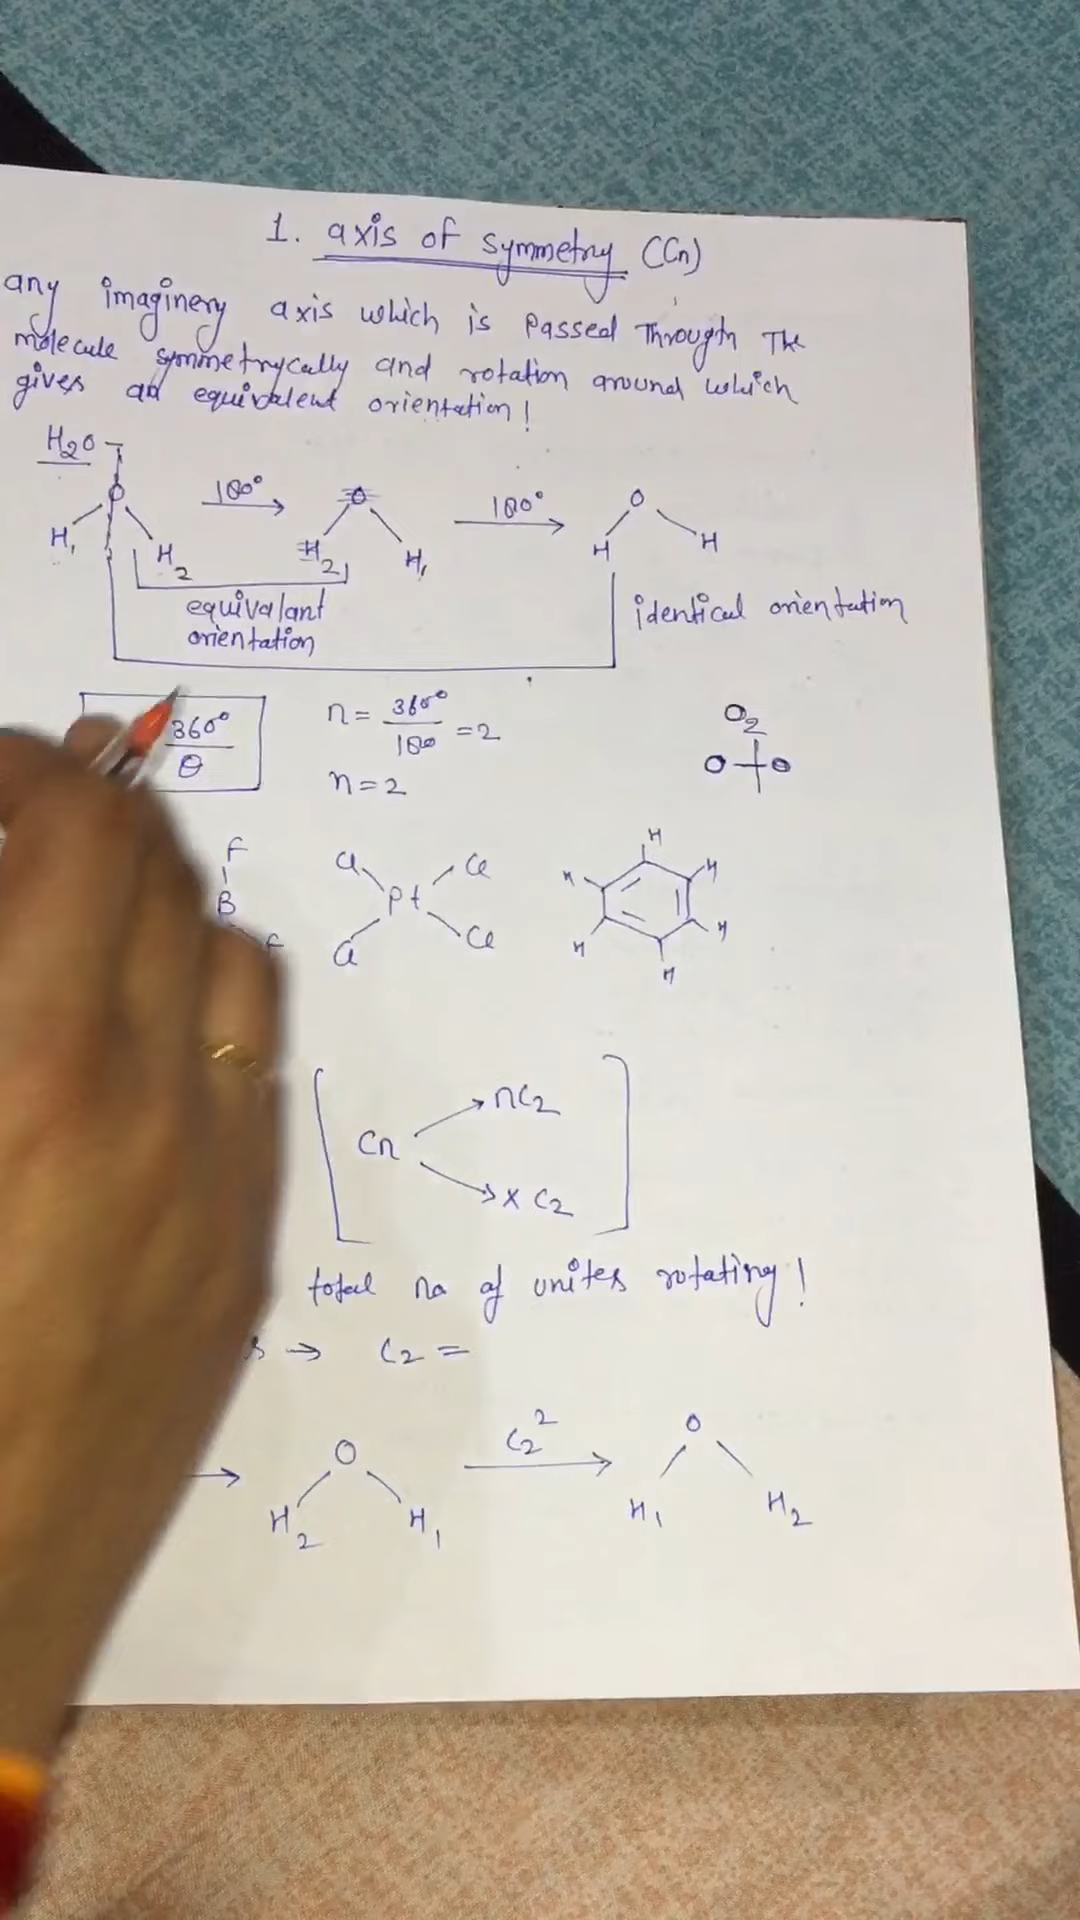 1. axis of symmetry (Cn)
any imaginery axis which is passed through the
molecule symmetrycally and rotation around which
gives an equivalent orientation!
H2O
O 180° O 180° O
H1 H2 H2 H1 H H
equivalant
orientation
identical orientation
360°
θ
n = 360° / 180 = 2
n = 2
O2
O O
F
B
F
Cl Cl
Pt
Cl Cl
H
H H
H H
H
Cn
nC2
x C2
total no of unites rotating!
→ C2 =
O C2² O
H2 H1 H1 H2